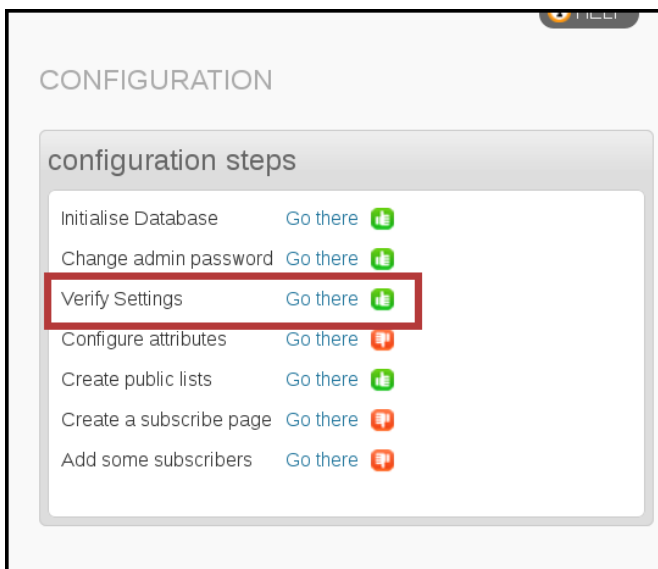 HELP
CONFIGURATION
configuration steps
Initialise Database Go there
Change admin password Go there
Verify Settings Go there
Configure attributes Go there
Create public lists Go there
Create a subscribe page Go there
Add some subscribers Go there